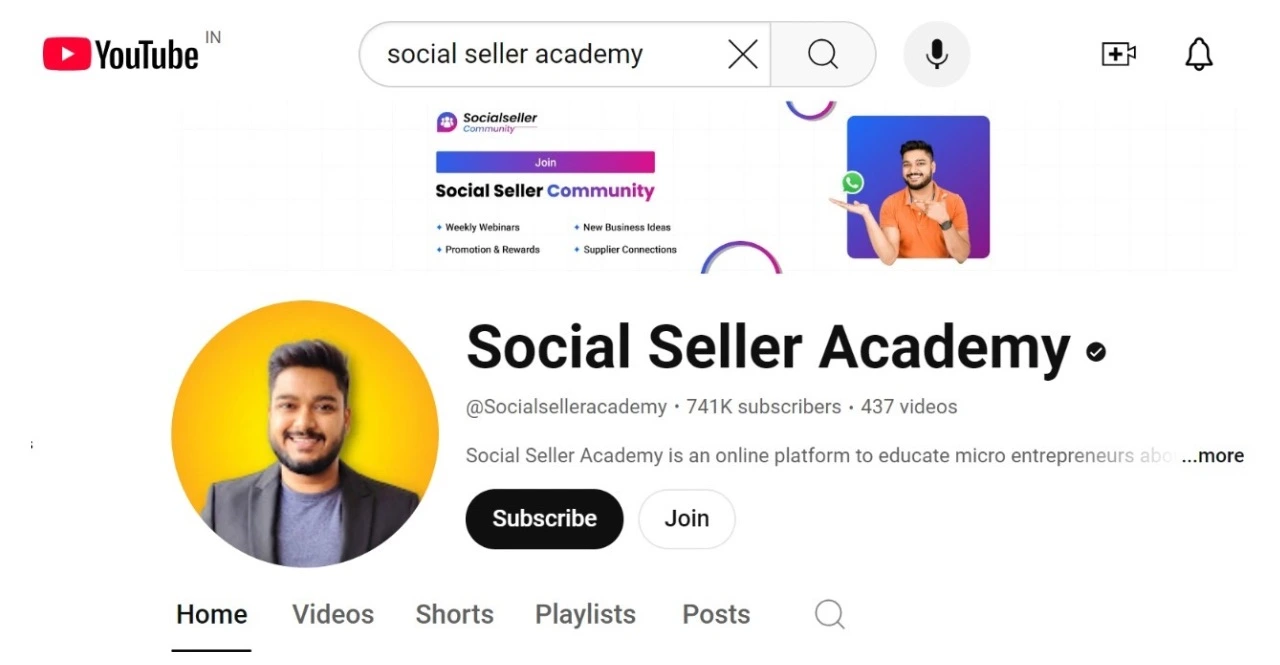 YouTube IN
social seller academy
Socialseller
Community
Join
Social Seller Community
✦ Weekly Webinars ✦ New Business Ideas
✦ Promotion & Rewards ✦ Supplier Connections
Social Seller Academy
@Socialselleracademy • 741K subscribers • 437 videos
Social Seller Academy is an online platform to educate micro entrepreneurs abo ...more
Subscribe Join
Home Videos Shorts Playlists Posts